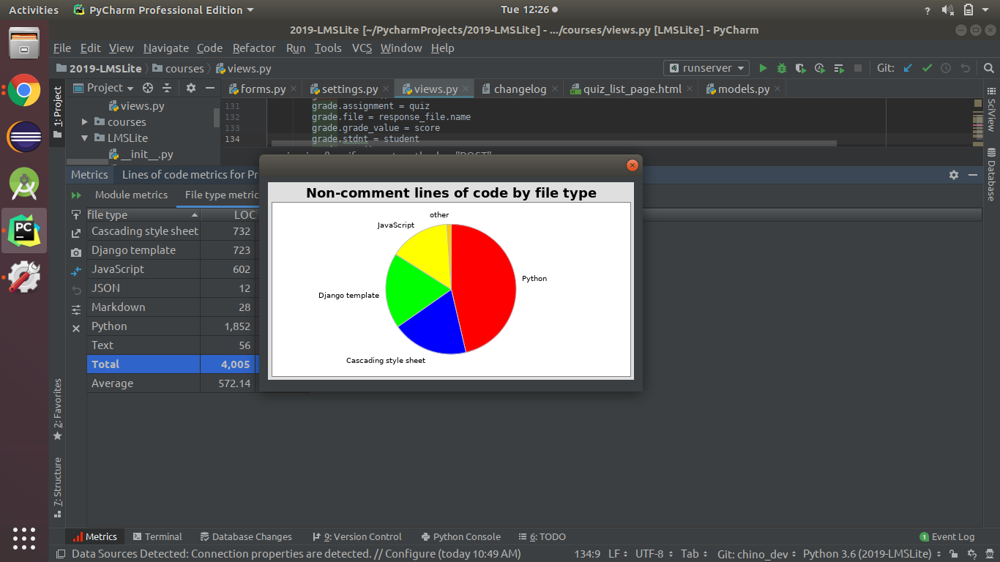 Activities PyCharm Professional Edition Tue 12:26
2019-LMSLite [~/PycharmProjects/2019-LMSLite] - .../courses/views.py [LMSLite] - PyCharm
File Edit View Navigate Code Refactor Run Tools VCS Window Help
2019-LMSLite courses views.py runserver Git:
Project forms.py settings.py views.py changelog quiz_list_page.html models.py
1: Project
views.py
courses
LMSLite
__init__.py
131 grade.assignment = quiz
132 grade.file = response_file.name
133 grade.grade_value = score
134 grade.stdnt = student
SciView
Database
Metrics Lines of code metrics for Pr
Module metrics File type metric
file type LOC
Cascading style sheet 732
Django template 723
JavaScript 602
JSON 12
Markdown 28
Python 1,852
Text 56
Total 4,005
Average 572.14
Non-comment lines of code by file type
other
JavaScript
Python
Django template
Cascading style sheet
2: Favorites
7: Structure
Metrics Terminal Database Changes 9: Version Control Python Console 6: TODO 1 Event Log
Data Sources Detected: Connection properties are detected. // Configure (today 10:49 AM) 134:9 LF UTF-8 Tab Git: chino_dev Python 3.6 (2019-LMSLite)